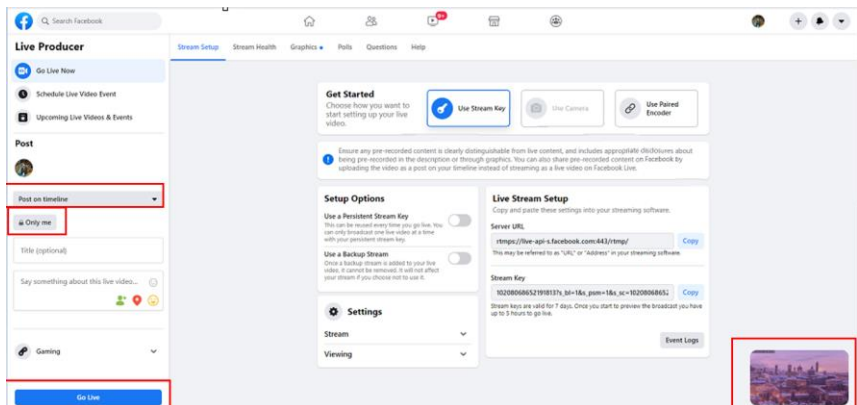 Search Facebook
9+
Live Producer
Stream Setup
Stream Health
Graphics
Polls
Questions
Help
Go Live Now
Schedule Live Video Event
Upcoming Live Videos & Events
Post
Post on timeline
Only me
Title (optional)
Say something about this live video...
Gaming
Go Live
Get Started
Choose how you want to
start setting up your live
video.
Use Stream Key
Use Camera
Use Paired
Encoder
Ensure any pre-recorded content is clearly distinguishable from live content, and includes appropriate disclosures about
being pre-recorded in the description or through graphics. You can also share pre-recorded content on Facebook by
uploading the video as a post on your timeline instead of streaming as a live video on Facebook Live.
Setup Options
Use a Persistent Stream Key
This can be reused every time you go live. You
can only broadcast one live video at a time
with your persistent stream key.
Use a Backup Stream
Once a backup stream is added to your live
video, it cannot be removed. It will not affect
your stream if you choose not to use it.
Settings
Stream
Viewing
Live Stream Setup
Copy and paste these settings into your streaming software.
Server URL
rtmps://live-api-s.facebook.com:443/rtmp/
Copy
This may be referred to as "URL" or "Address" in your streaming software.
Stream Key
Copy
Stream keys are valid for 7 days. Once you start to preview the broadcast you have
up to 5 hours to go live.
Event Logs